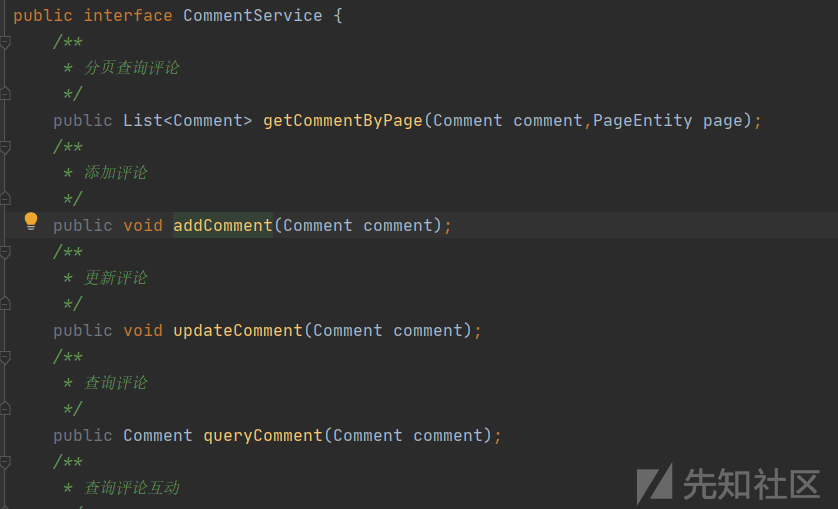 public interface CommentService {
/**
* 分页查询评论
*/
public List<Comment> getCommentByPage(Comment comment,PageEntity page);
/**
* 添加评论
*/
public void addComment(Comment comment);
/**
* 更新评论
*/
public void updateComment(Comment comment);
/**
* 查询评论
*/
public Comment queryComment(Comment comment);
/**
* 查询评论互动
先知社区